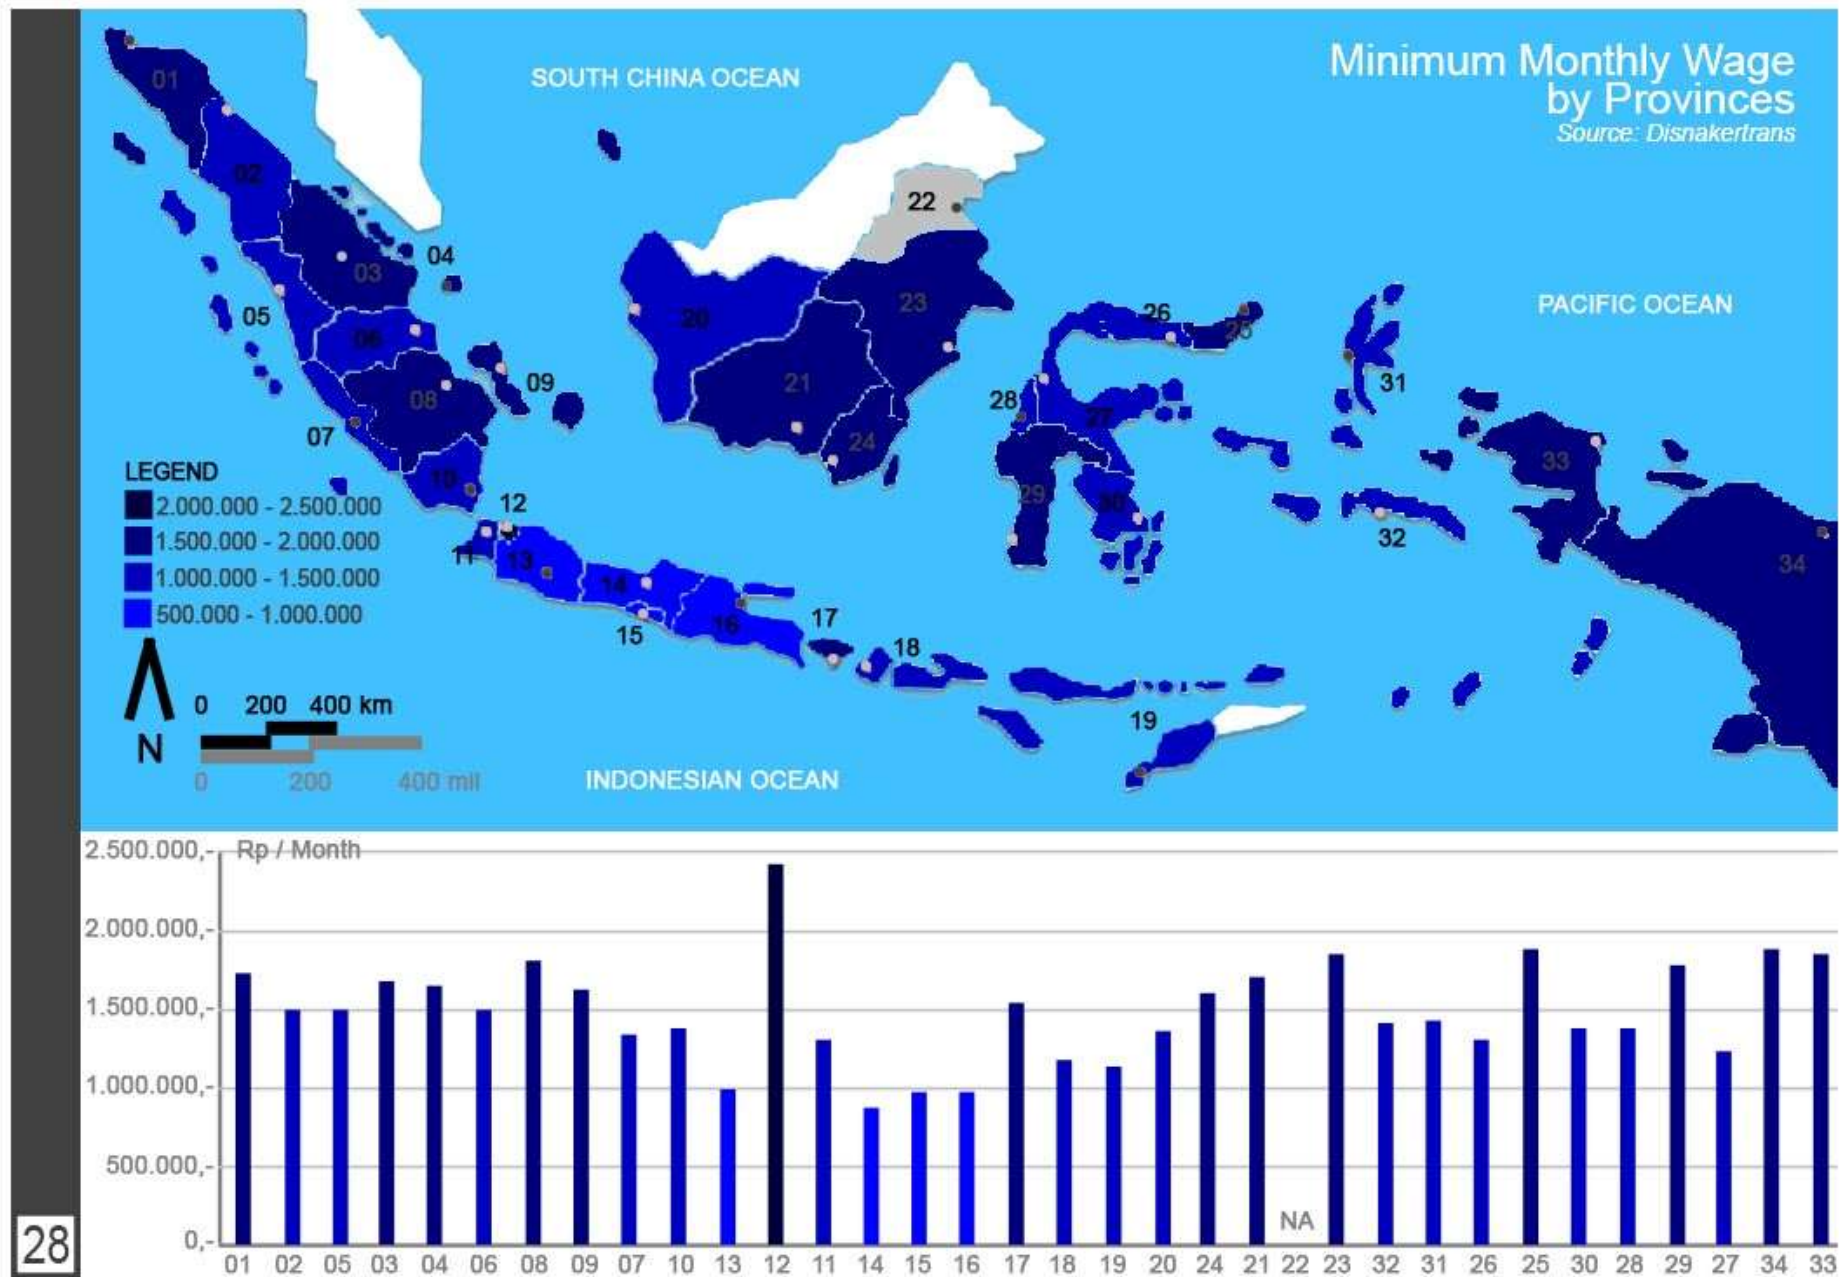 Minimum Monthly Wage
by Provinces
Source: Disnakertrans
SOUTH CHINA OCEAN
PACIFIC OCEAN
INDONESIAN OCEAN
01
02
03
04
05
06
07
08
09
10
11
12
13
14
15
16
17
18
19
20
21
22
23
24
25
26
27
28
29
30
31
32
33
34
LEGEND
2.000.000 - 2.500.000
1.500.000 - 2.000.000
1.000.000 - 1.500.000
500.000 - 1.000.000
N
0 200 400 km
0 200 400 mil
Rp / Month
2.500.000,-
2.000.000,-
1.500.000,-
1.000.000,-
500.000,-
0,-
NA
01 02 05 03 04 06 08 09 07 10 13 12 11 14 15 16 17 18 19 20 24 21 22 23 32 31 26 25 30 28 29 27 34 33
28